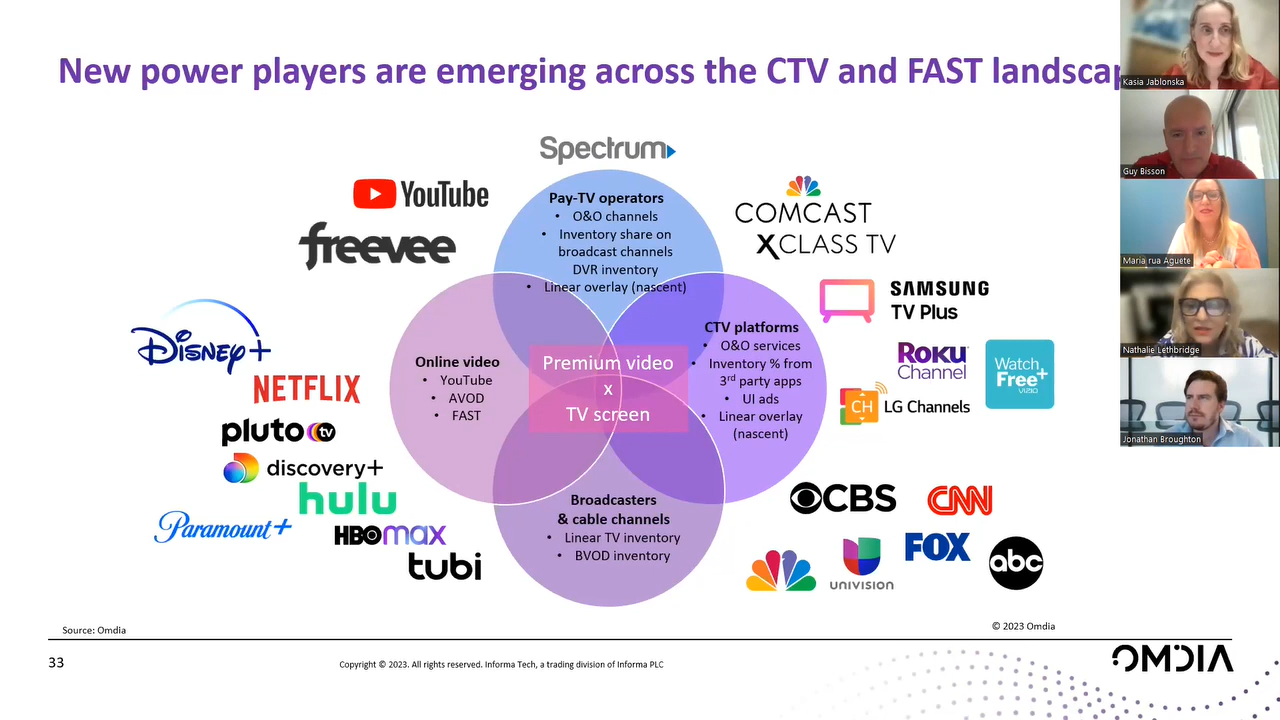 New power players are emerging across the CTV and FAST landscap
Kasia Jablonska
Guy Bisson
Maria rua Aguete
Nathalie Lethbridge
Jonathan Broughton
Spectrum
YouTube
freevee
Disney+
NETFLIX
pluto tv
discovery+
hulu
Paramount+
HBOmax
tubi
Pay-TV operators
• O&O channels
• Inventory share on
broadcast channels
DVR inventory
• Linear overlay (nascent)
Online video
• YouTube
• AVOD
• FAST
Premium video
x
TV screen
CTV platforms
• O&O services
• Inventory % from
3rd party apps
• UI ads
• Linear overlay
(nascent)
Broadcasters
& cable channels
• Linear TV inventory
• BVOD inventory
COMCAST
XCLASS TV
SAMSUNG
TV Plus
Roku
Channel
Watch
Free+
VIZIO
CH LG Channels
CBS
CNN
UNIVISION
FOX
abc
Source: Omdia
© 2023 Omdia
33
Copyright © 2023. All rights reserved. Informa Tech, a trading division of Informa PLC
OMDIA